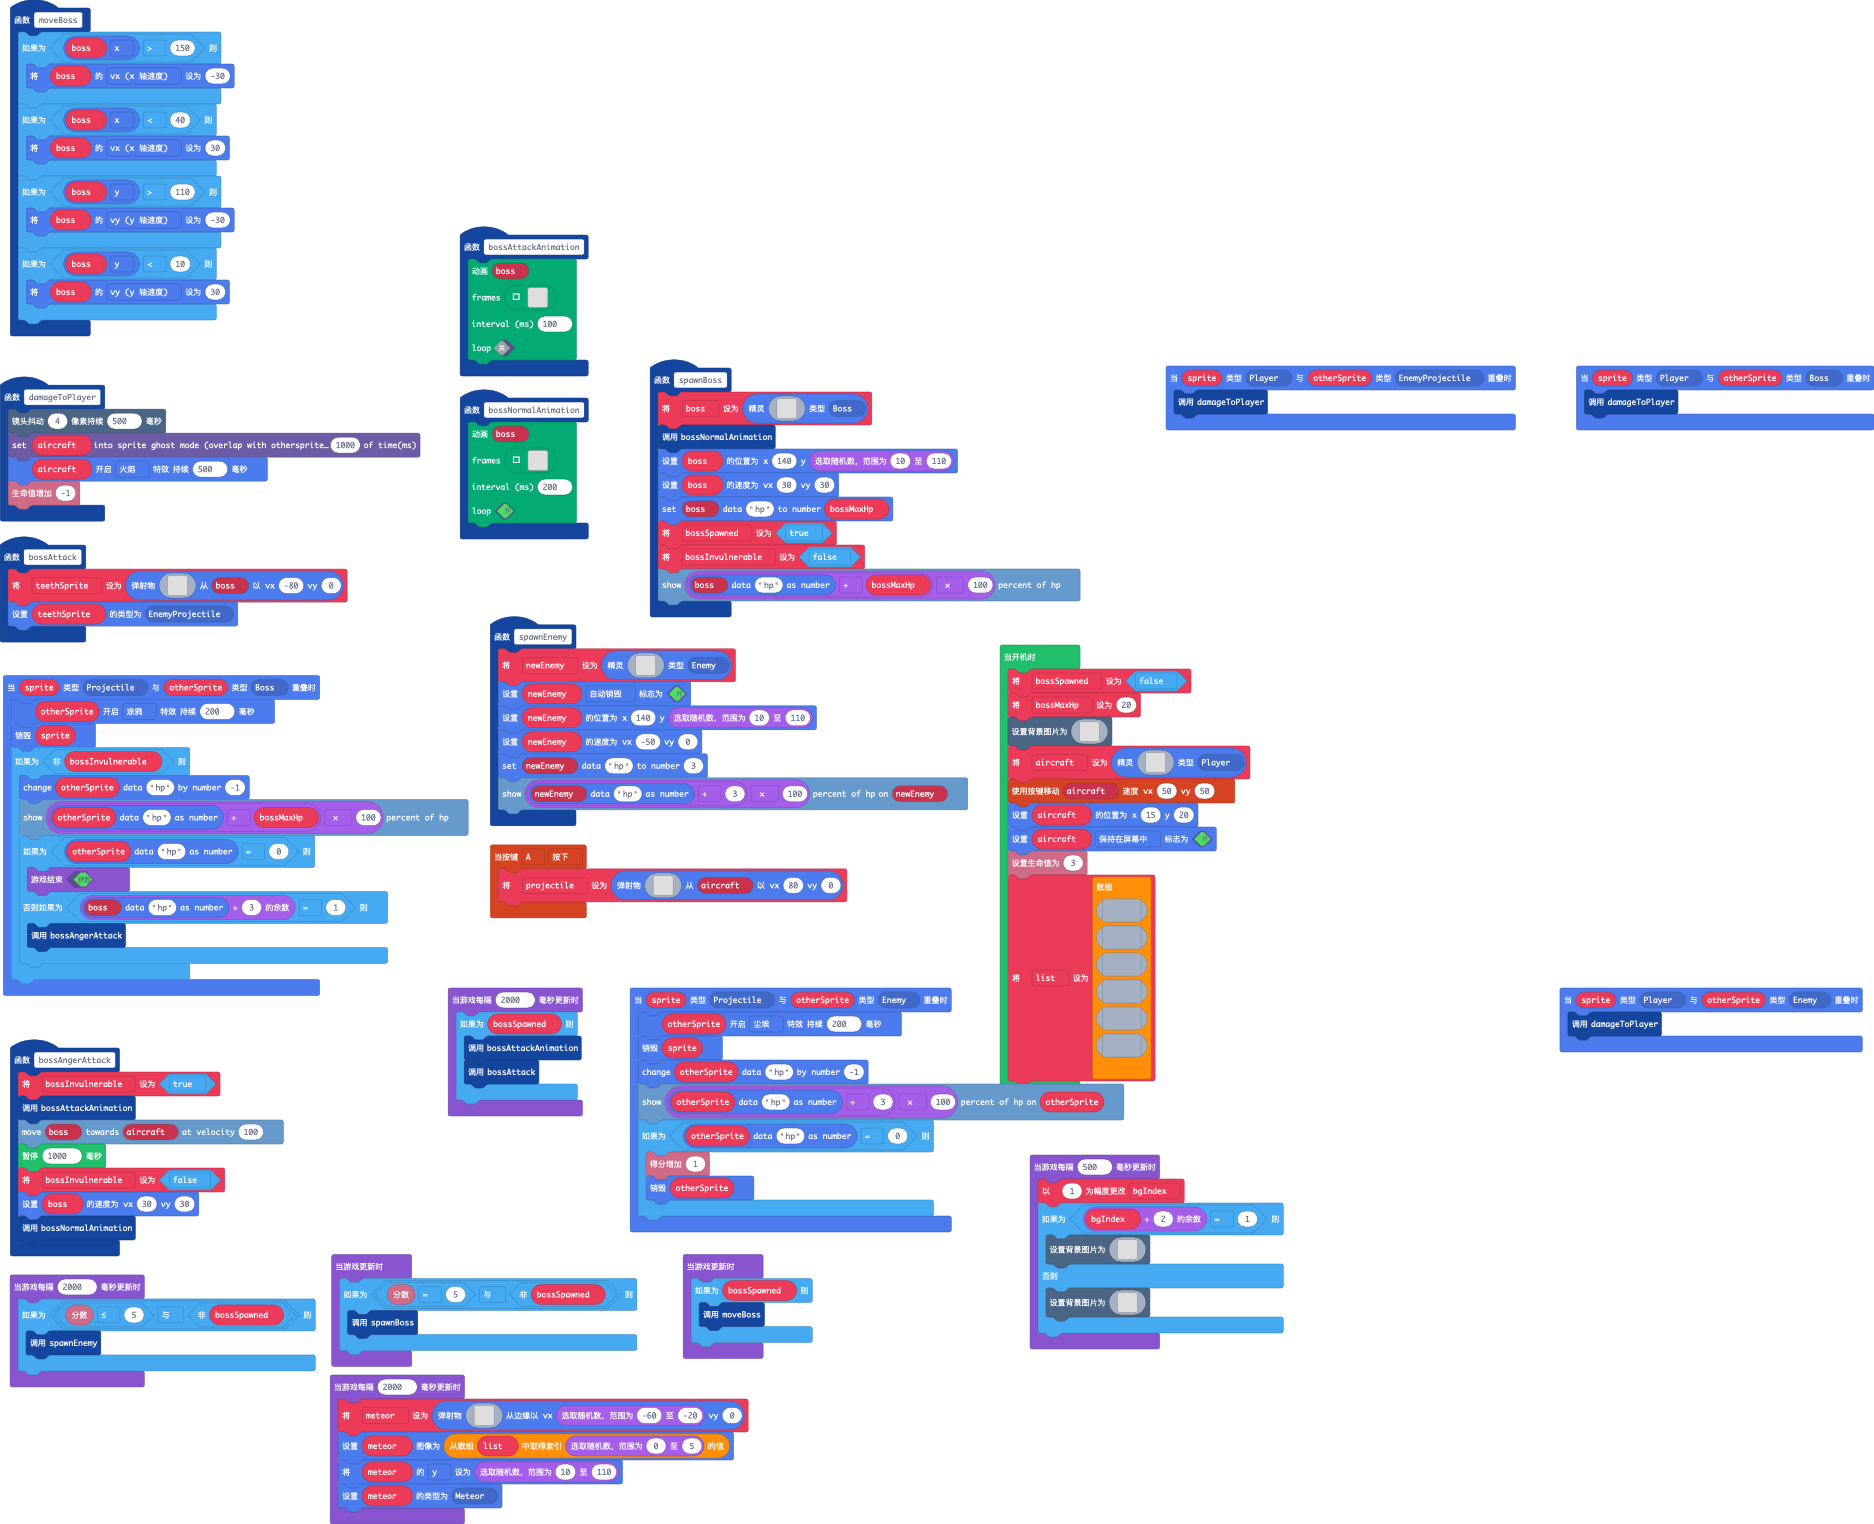 函数 moveBoss
如果为 boss x > 150 则
将 boss 的 vx (x 轴速度) 设为 -30
如果为 boss x < 40 则
将 boss 的 vx (x 轴速度) 设为 30
如果为 boss y > 110 则
将 boss 的 vy (y 轴速度) 设为 -30
如果为 boss y < 10 则
将 boss 的 vy (y 轴速度) 设为 30
函数 damageToPlayer
镜头抖动 4 像素持续 500 毫秒
set aircraft into sprite ghost mode (overlap with othersprite… 1000 of time(ms)
aircraft 开启 火焰 特效 持续 500 毫秒
生命值增加 -1
函数 bossAttack
将 teethSprite 设为 弹射物 从 boss 以 vx -80 vy 0
设置 teethSprite 的类型为 EnemyProjectile
当 sprite 类型 Projectile 与 otherSprite 类型 Boss 重叠时
otherSprite 开启 涂鸦 特效 持续 200 毫秒
销毁 sprite
如果为 非 bossInvulnerable 则
change otherSprite data "hp" by number -1
show otherSprite data "hp" as number ÷ bossMaxHp × 100 percent of hp
如果为 otherSprite data "hp" as number = 0 则
游戏结束
否则如果为 boss data "hp" as number ÷ 3 的余数 = 1 则
调用 bossAngerAttack
函数 bossAngerAttack
将 bossInvulnerable 设为 true
调用 bossAttackAnimation
move boss towards aircraft at velocity 100
暂停 1000 毫秒
将 bossInvulnerable 设为 false
设置 boss 的速度为 vx 30 vy 30
调用 bossNormalAnimation
当游戏每隔 2000 毫秒更新时
如果为 分数 ≤ 5 与 非 bossSpawned 则
调用 spawnEnemy
函数 bossAttackAnimation
动画 boss
frames
interval (ms) 100
loop 关
函数 bossNormalAnimation
动画 boss
frames
interval (ms) 200
loop 开
函数 spawnBoss
将 boss 设为 精灵 类型 Boss
调用 bossNormalAnimation
设置 boss 的位置为 x 140 y 选取随机数，范围为 10 至 110
设置 boss 的速度为 vx 30 vy 30
set boss data "hp" to number bossMaxHp
将 bossSpawned 设为 true
将 bossInvulnerable 设为 false
show boss data "hp" as number ÷ bossMaxHp × 100 percent of hp
函数 spawnEnemy
将 newEnemy 设为 精灵 类型 Enemy
设置 newEnemy 自动销毁 标志为 开
设置 newEnemy 的位置为 x 140 y 选取随机数，范围为 10 至 110
设置 newEnemy 的速度为 vx -50 vy 0
set newEnemy data "hp" to number 3
show newEnemy data "hp" as number ÷ 3 × 100 percent of hp on newEnemy
当按键 A 按下
将 projectile 设为 弹射物 从 aircraft 以 vx 80 vy 0
当游戏每隔 2000 毫秒更新时
如果为 bossSpawned 则
调用 bossAttackAnimation
调用 bossAttack
当 sprite 类型 Projectile 与 otherSprite 类型 Enemy 重叠时
otherSprite 开启 尘埃 特效 持续 200 毫秒
销毁 sprite
change otherSprite data "hp" by number -1
show otherSprite data "hp" as number ÷ 3 × 100 percent of hp on otherSprite
如果为 otherSprite data "hp" as number = 0 则
得分增加 1
销毁 otherSprite
当游戏更新时
如果为 分数 = 5 与 非 bossSpawned 则
调用 spawnBoss
当游戏更新时
如果为 bossSpawned 则
调用 moveBoss
当游戏每隔 2000 毫秒更新时
将 meteor 设为 弹射物 从边缘以 vx 选取随机数，范围为 -60 至 -20 vy 0
设置 meteor 图像为 从数组 list 中取得索引 选取随机数，范围为 0 至 5 的值
将 meteor 的 y 设为 选取随机数，范围为 10 至 110
设置 meteor 的类型为 Meteor
当 sprite 类型 Player 与 otherSprite 类型 EnemyProjectile 重叠时
调用 damageToPlayer
当 sprite 类型 Player 与 otherSprite 类型 Boss 重叠时
调用 damageToPlayer
当开机时
将 bossSpawned 设为 false
将 bossMaxHp 设为 20
设置背景图片为
将 aircraft 设为 精灵 类型 Player
使用按键移动 aircraft 速度 vx 50 vy 50
设置 aircraft 的位置为 x 15 y 20
设置 aircraft 保持在屏幕中 标志为 开
设置生命值为 3
将 list 设为 数组
当 sprite 类型 Player 与 otherSprite 类型 Enemy 重叠时
调用 damageToPlayer
当游戏每隔 500 毫秒更新时
以 1 为幅度更改 bgIndex
如果为 bgIndex ÷ 2 的余数 = 1 则
设置背景图片为
否则
设置背景图片为